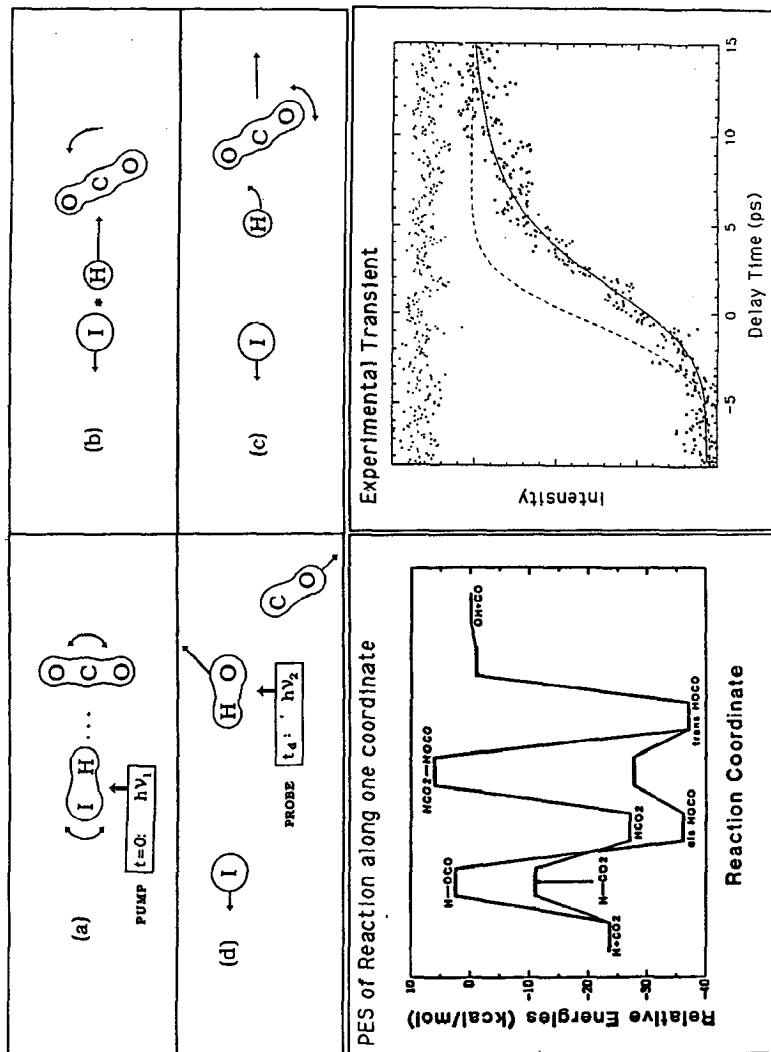 (a)
I H ... O C O
PUMP
t=0: hν₁
(b)
I * H O C O
(c)
I H O C O
(d)
I H O C O
PROBE
t_d: ' hν₂
PES of Reaction along one coordinate
Relative Energies (kcal/mol)
10
0
-10
-20
-30
-40
H+CO2
H—OCO
H—CO2
HCO2
cis HOCO
HCO2—HOCO
trans HOCO
OH+CO
Reaction Coordinate
Experimental Transient
Intensity
-5 0 5 10 15
Delay Time (ps)